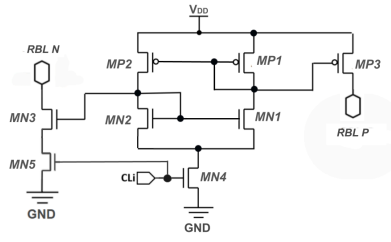 VDD
RBL N
MP2
MP1
MP3
MN3
MN2
MN1
RBL P
MN5
CLi
MN4
GND
GND